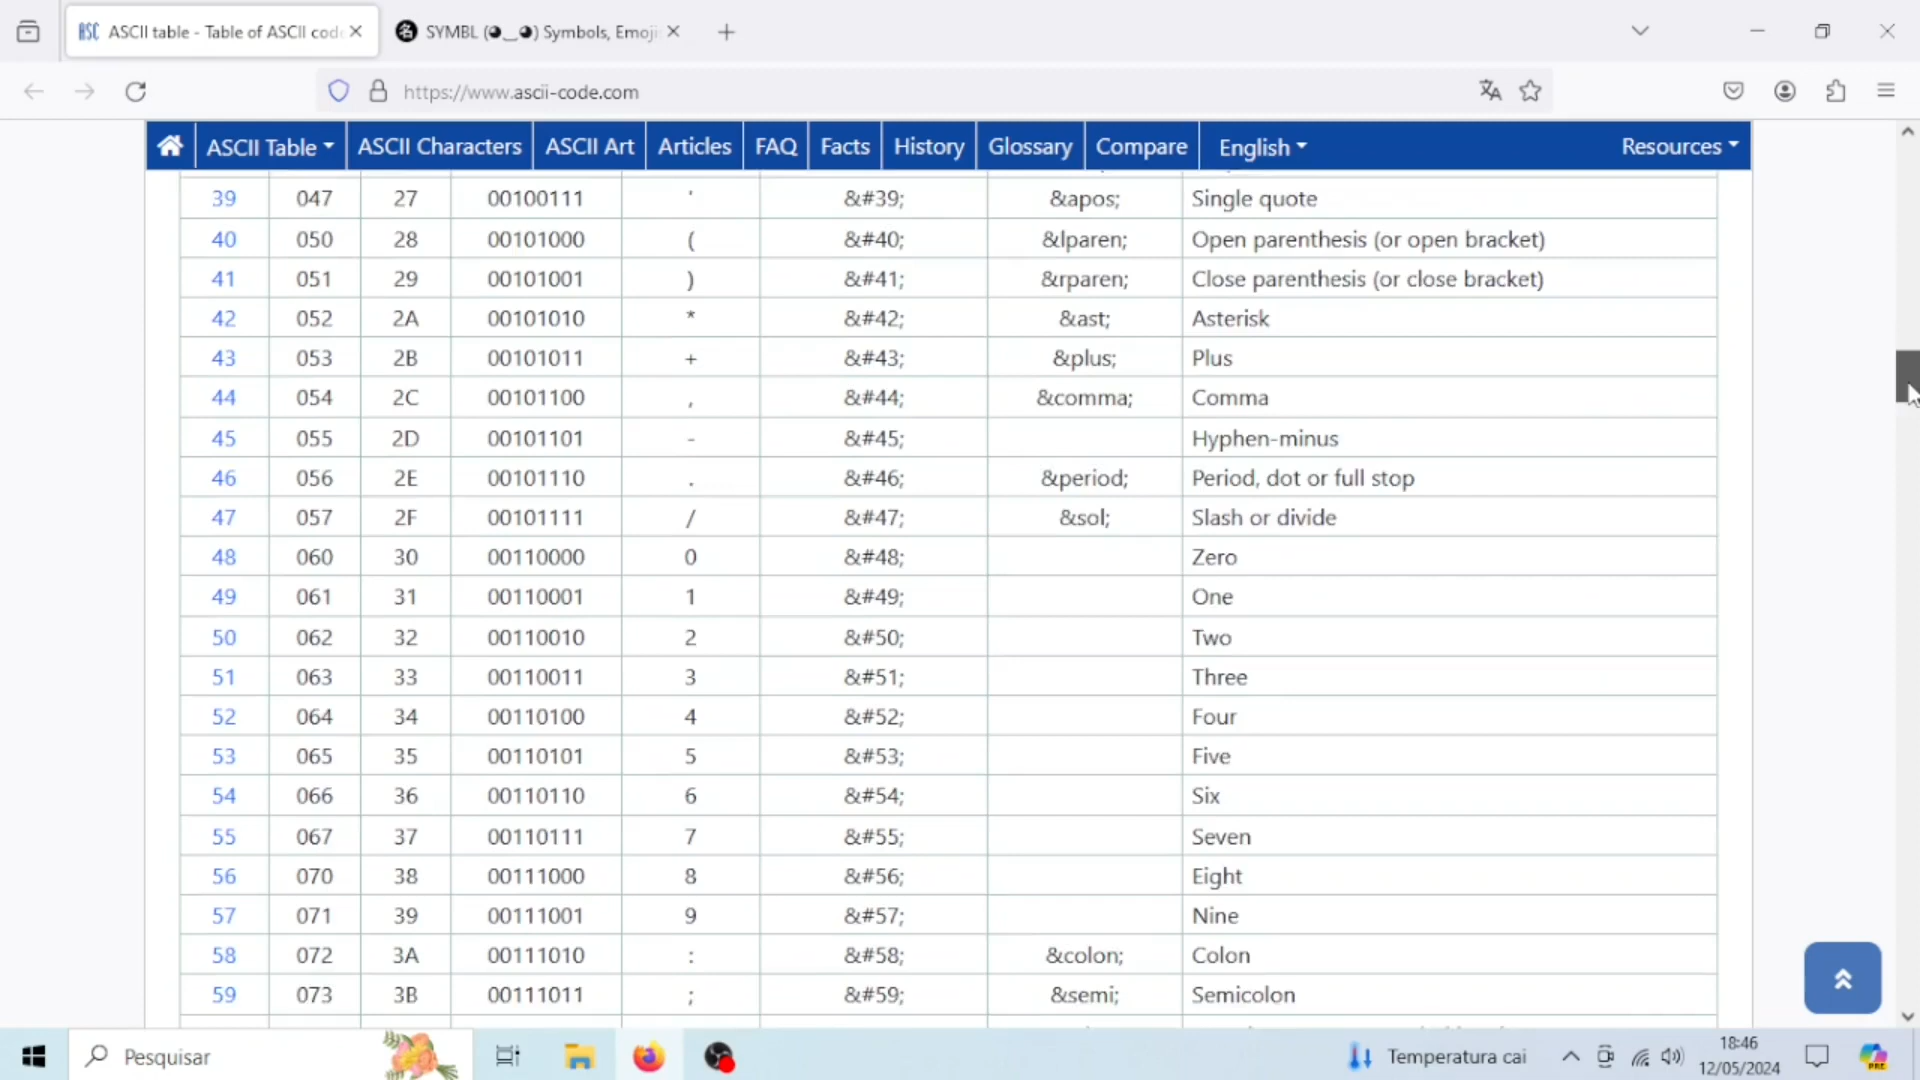 ASCII table - Table of ASCII cod
SYMBL (◕‿◕) Symbols, Emoji
https://www.ascii-code.com
ASCII Table ASCII Characters ASCII Art Articles FAQ Facts History Glossary Compare English Resources
39 047 27 00100111 ' &#39; &apos; Single quote
40 050 28 00101000 ( &#40; &lparen; Open parenthesis (or open bracket)
41 051 29 00101001 ) &#41; &rparen; Close parenthesis (or close bracket)
42 052 2A 00101010 * &#42; &ast; Asterisk
43 053 2B 00101011 + &#43; &plus; Plus
44 054 2C 00101100 , &#44; &comma; Comma
45 055 2D 00101101 - &#45; Hyphen-minus
46 056 2E 00101110 . &#46; &period; Period, dot or full stop
47 057 2F 00101111 / &#47; &sol; Slash or divide
48 060 30 00110000 0 &#48; Zero
49 061 31 00110001 1 &#49; One
50 062 32 00110010 2 &#50; Two
51 063 33 00110011 3 &#51; Three
52 064 34 00110100 4 &#52; Four
53 065 35 00110101 5 &#53; Five
54 066 36 00110110 6 &#54; Six
55 067 37 00110111 7 &#55; Seven
56 070 38 00111000 8 &#56; Eight
57 071 39 00111001 9 &#57; Nine
58 072 3A 00111010 : &#58; &colon; Colon
59 073 3B 00111011 ; &#59; &semi; Semicolon
Pesquisar
Temperatura cai
18:46
12/05/2024
PRE